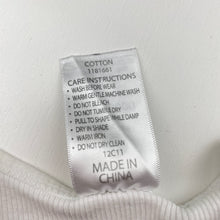 COTTON
1181661
CARE INSTRUCTIONS
• WASH BEFORE WEAR
• WARM GENTLE MACHINE WASH
• DO NOT BLEACH
• DO NOT TUMBLE DRY
• PULL TO SHAPE WHILE DAMP
• DRY IN SHADE
• WARM IRON
• DO NOT DRY CLEAN
12C11
MADE IN
CHINA